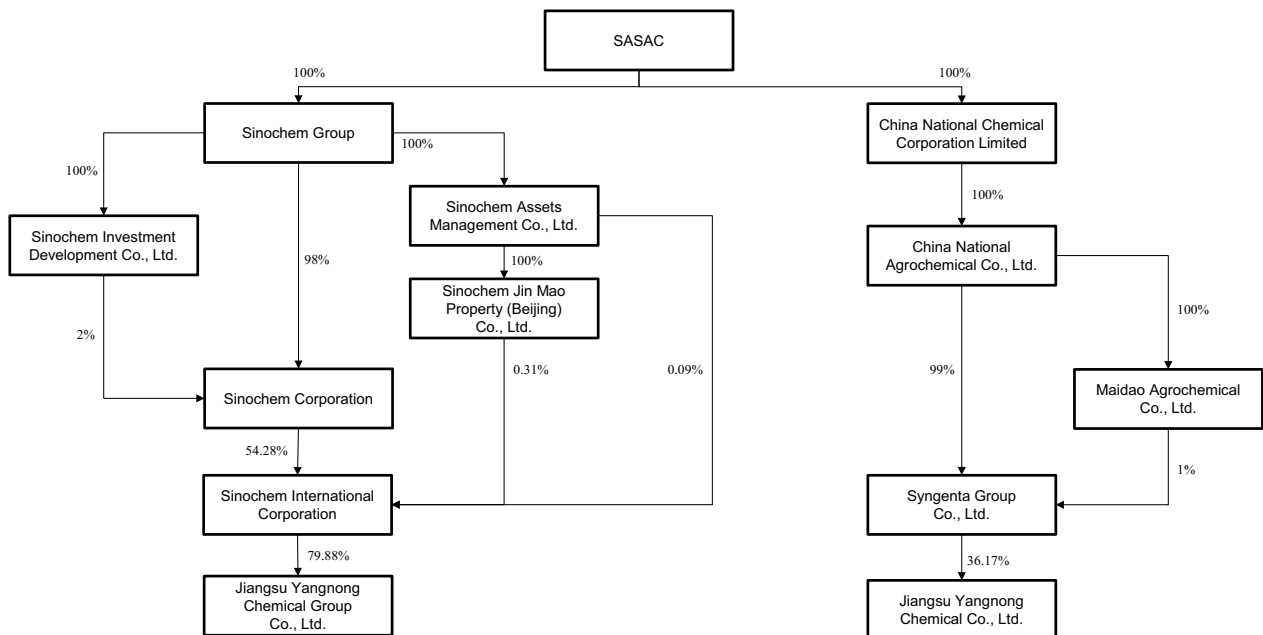 SASAC
100%
100%
Sinochem Group
China National Chemical
Corporation Limited
100%
100%
100%
Sinochem Assets
Management Co., Ltd.
Sinochem Investment
Development Co., Ltd.
China National
Agrochemical Co., Ltd.
98%
100%
Sinochem Jin Mao
Property (Beijing)
Co., Ltd.
100%
2%
0.31%
0.09%
99%
Sinochem Corporation
Maidao Agrochemical
Co., Ltd.
54.28%
1%
Sinochem International
Corporation
Syngenta Group
Co., Ltd.
79.88%
36.17%
Jiangsu Yangnong
Chemical Group
Co., Ltd.
Jiangsu Yangnong
Chemical Co., Ltd.